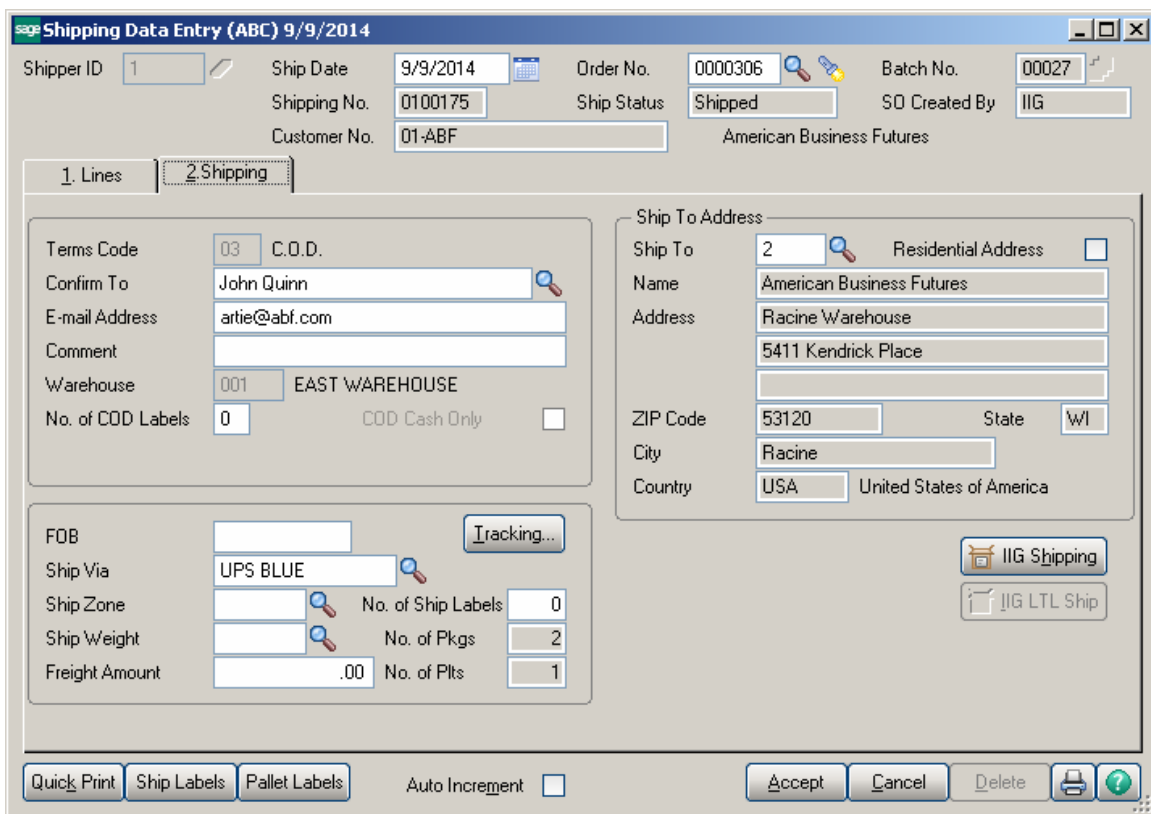 sage Shipping Data Entry (ABC) 9/9/2014
Shipper ID 1 Ship Date 9/9/2014 Order No. 0000306 Batch No. 00027
Shipping No. 0100175 Ship Status Shipped SO Created By IIG
Customer No. 01-ABF American Business Futures
1. Lines 2.Shipping
Terms Code 03 C.O.D.
Confirm To John Quinn
E-mail Address artie@abf.com
Comment
Warehouse 001 EAST WAREHOUSE
No. of COD Labels 0 COD Cash Only
Ship To Address
Ship To 2 Residential Address
Name American Business Futures
Address Racine Warehouse
5411 Kendrick Place
ZIP Code 53120 State WI
City Racine
Country USA United States of America
FOB Tracking...
Ship Via UPS BLUE
Ship Zone No. of Ship Labels 0
Ship Weight No. of Pkgs 2
Freight Amount .00 No. of Plts 1
IIG Shipping
IIG LTL Ship
Quick Print Ship Labels Pallet Labels Auto Increment Accept Cancel Delete ?